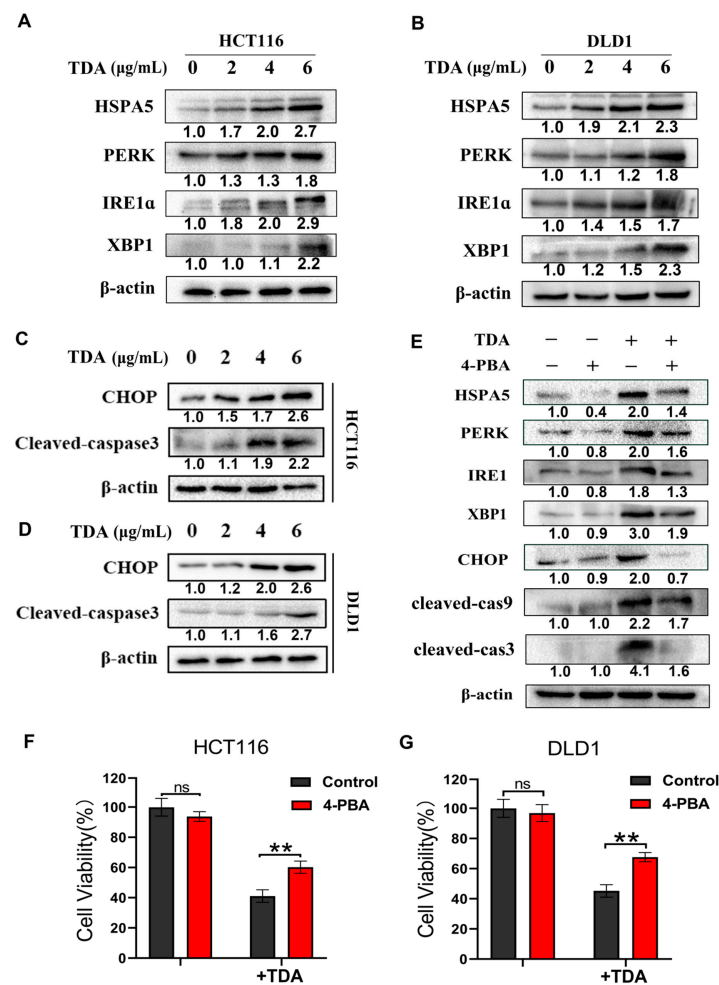 A
HCT116
TDA (μg/mL) 0 2 4 6
HSPA5
1.0 1.7 2.0 2.7
PERK
1.0 1.3 1.3 1.8
IRE1α
1.0 1.8 2.0 2.9
XBP1
1.0 1.0 1.1 2.2
β-actin
B
DLD1
TDA (μg/mL) 0 2 4 6
HSPA5
1.0 1.9 2.1 2.3
PERK
1.0 1.1 1.2 1.8
IRE1α
1.0 1.4 1.5 1.7
XBP1
1.0 1.2 1.5 2.3
β-actin
C
TDA (μg/mL) 0 2 4 6
CHOP
1.0 1.5 1.7 2.6
Cleaved-caspase3
1.0 1.1 1.9 2.2
β-actin
HCT116
D
TDA (μg/mL) 0 2 4 6
CHOP
1.0 1.2 2.0 2.6
Cleaved-caspase3
1.0 1.1 1.6 2.7
β-actin
DLD1
E
TDA − − + +
4-PBA − + − +
HSPA5
1.0 0.4 2.0 1.4
PERK
1.0 0.8 2.0 1.6
IRE1
1.0 0.8 1.8 1.3
XBP1
1.0 0.9 3.0 1.9
CHOP
1.0 0.9 2.0 0.7
cleaved-cas9
1.0 1.0 2.2 1.7
cleaved-cas3
1.0 1.0 4.1 1.6
β-actin
F
HCT116
Cell Viability(%)
120
100
80
60
40
20
0
ns
**
Control
4-PBA
+TDA
G
DLD1
Cell Viability(%)
120
100
80
60
40
20
0
ns
**
Control
4-PBA
+TDA